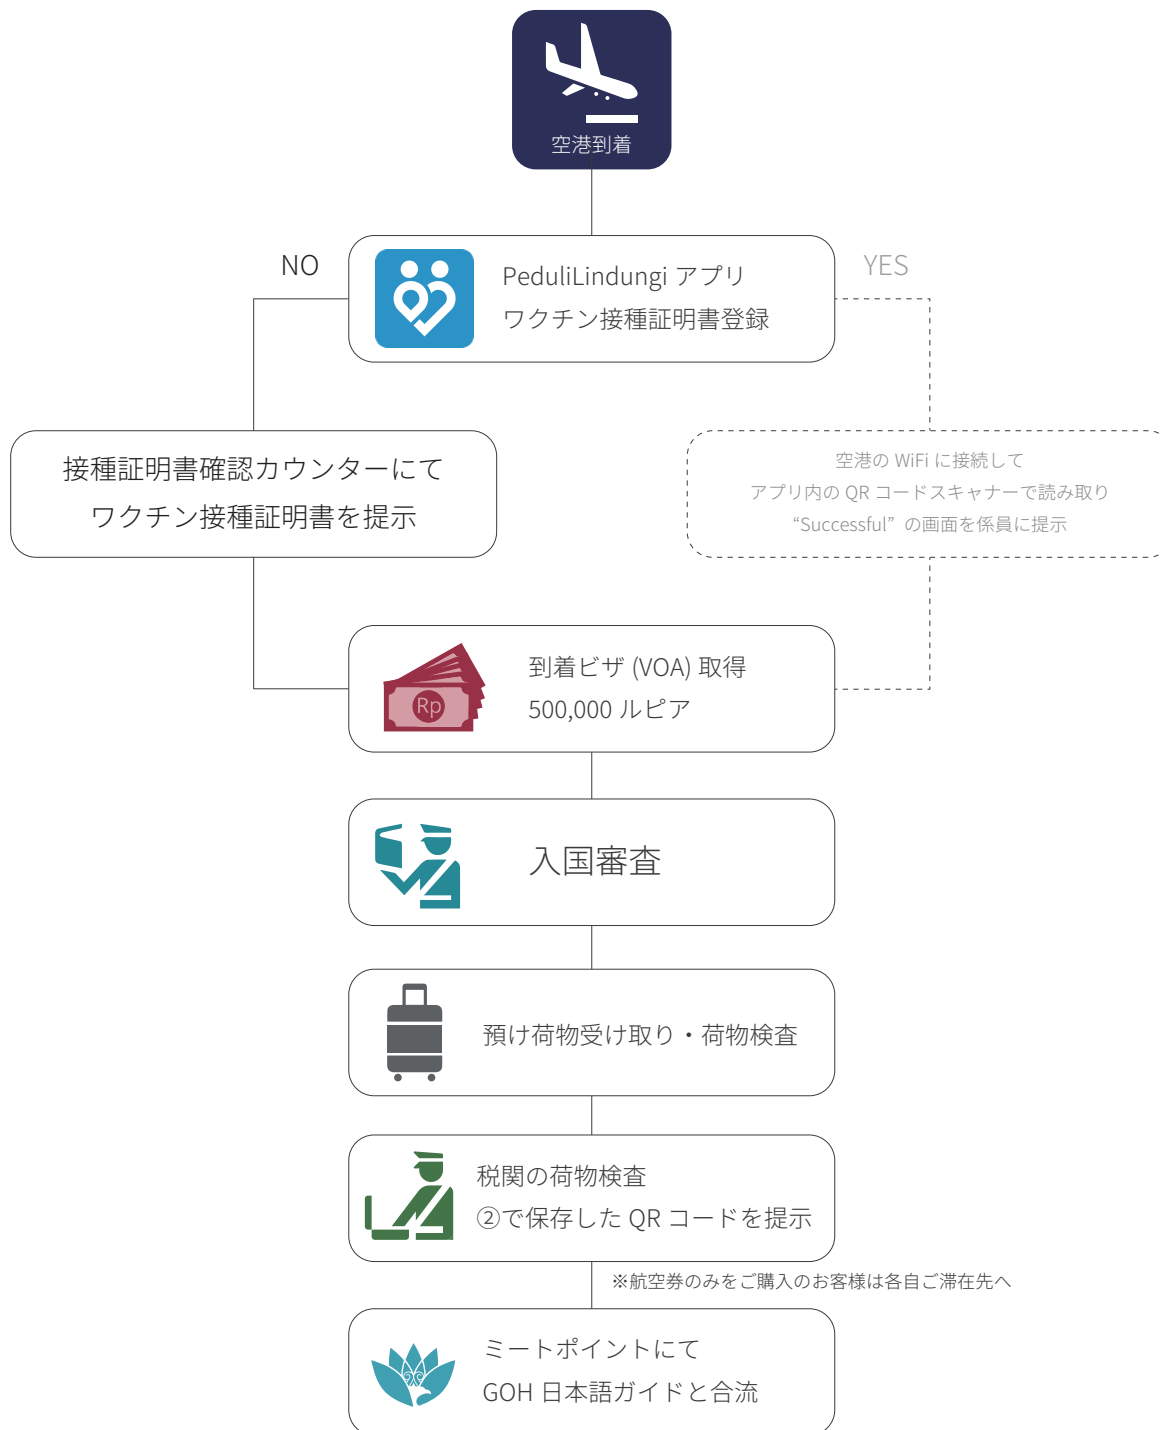 空港到着
NO
PeduliLindungi アプリ
ワクチン接種証明書登録
YES
接種証明書確認カウンターにて
ワクチン接種証明書を提示
空港の WiFi に接続して
アプリ内の QR コードスキャナーで読み取り
“Successful”の画面を係員に提示
Rp
到着ビザ (VOA) 取得
500,000 ルピア
入国審査
預け荷物受け取り・荷物検査
税関の荷物検査
②で保存した QR コードを提示
※航空券のみをご購入のお客様は各自ご滞在先へ
ミートポイントにて
GOH 日本語ガイドと合流